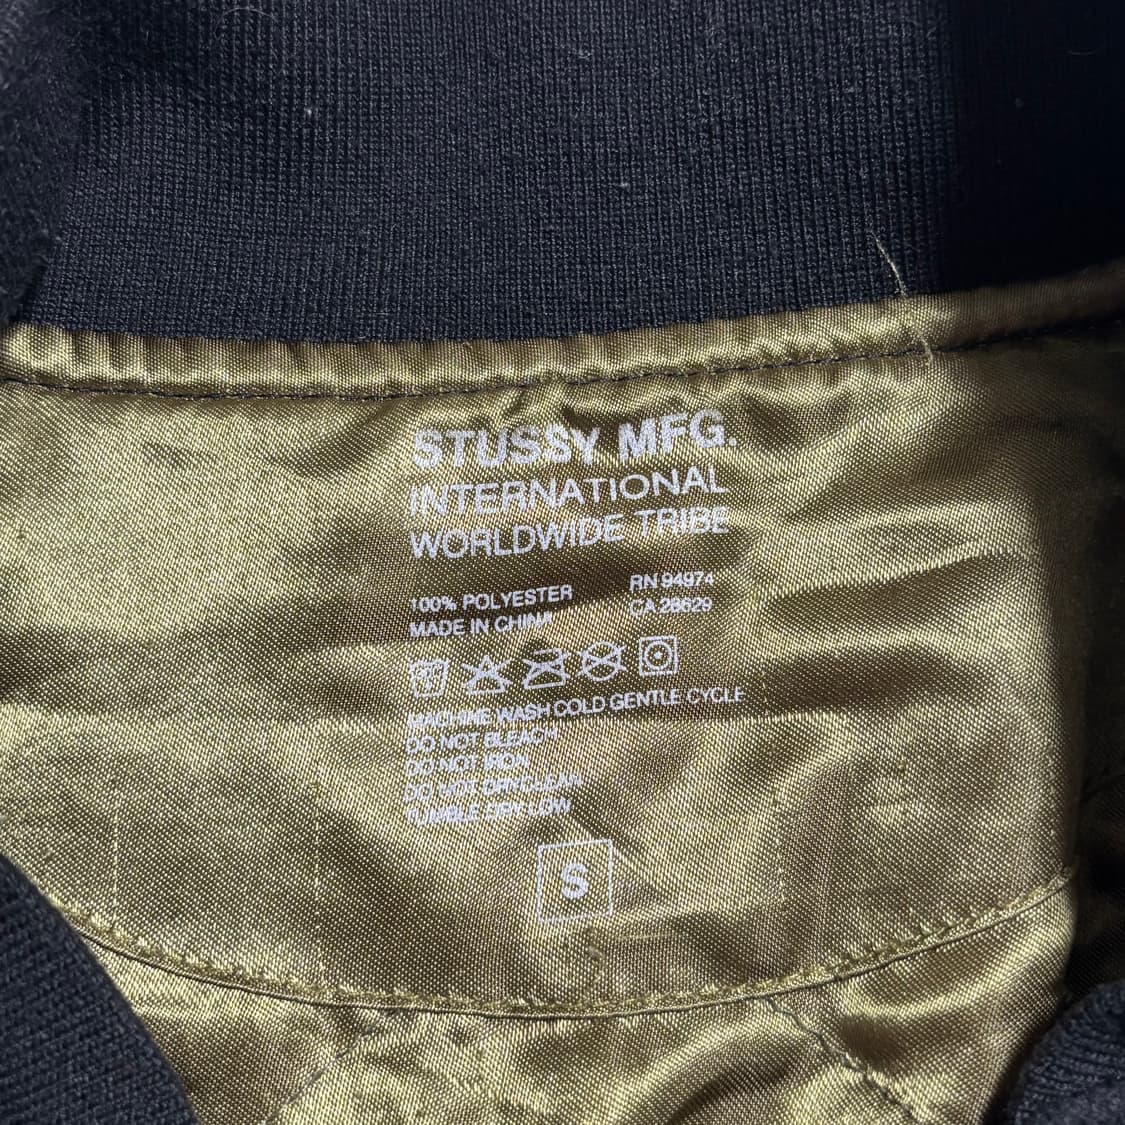 STUSSY MFG.
INTERNATIONAL
WORLDWIDE TRIBE
100% POLYESTER RN 94974
MADE IN CHINA CA 28629
MACHINE WASH COLD GENTLE CYCLE
DO NOT BLEACH
DO NOT IRON
DO NOT DRY CLEAN
TUMBLE DRY LOW
S